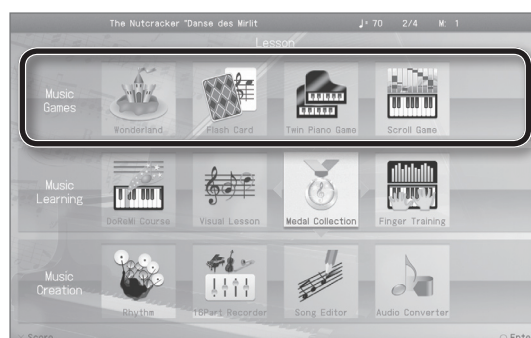 The Nutcracker "Danse des Mirlit ♩= 70 2/4 M: 1
Lesson
Music
Games
Wonderland Flash Card Twin Piano Game Scroll Game
Music
Learning
DoReMi Course Visual Lesson Medal Collection Finger Training
Music
Creation
Rhythm 16Part Recorder Song Editor Audio Converter
× Score ○ Ente